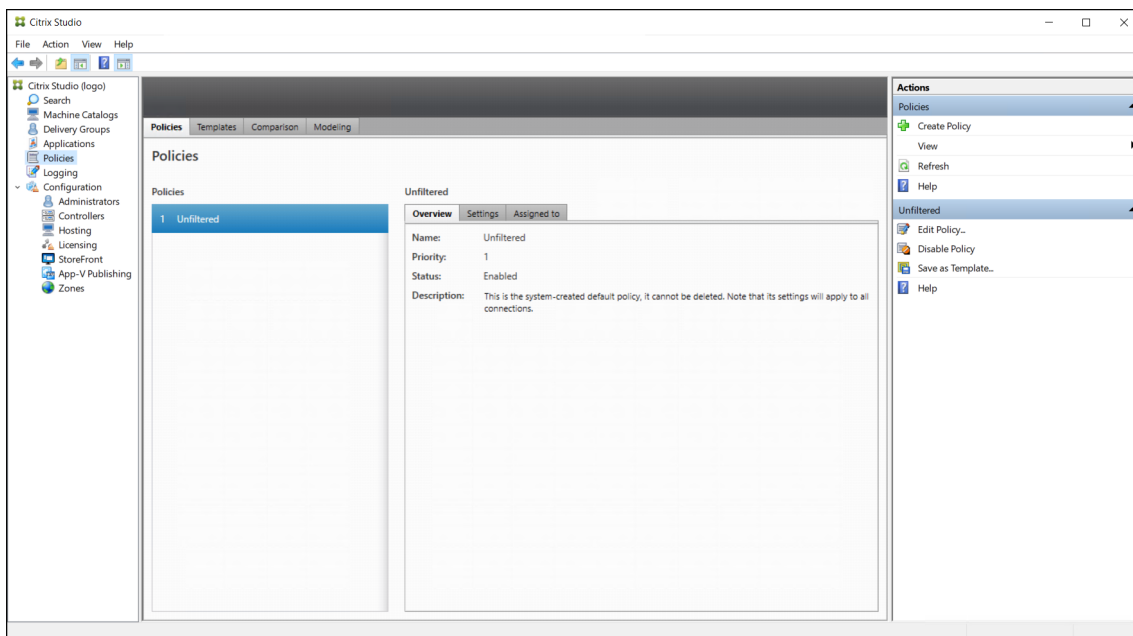 Citrix Studio
File Action View Help
Citrix Studio (logo)
Search
Machine Catalogs
Delivery Groups
Applications
Policies
Logging
Configuration
Administrators
Controllers
Hosting
Licensing
StoreFront
App-V Publishing
Zones
Policies Templates Comparison Modeling
Policies
Policies
1 Unfiltered
Unfiltered
Overview Settings Assigned to
Name: Unfiltered
Priority: 1
Status: Enabled
Description: This is the system-created default policy, it cannot be deleted. Note that its settings will apply to all
connections.
Actions
Policies
Create Policy
View
Refresh
Help
Unfiltered
Edit Policy...
Disable Policy
Save as Template...
Help